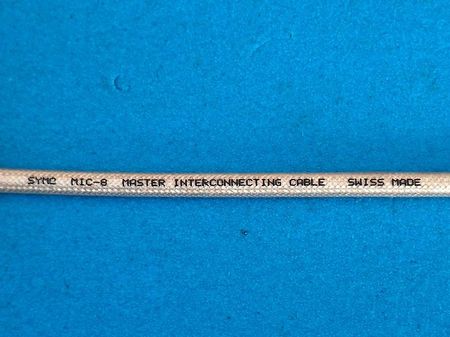 SYMO MIC-8 MASTER INTERCONNECTING CABLE SWISS MADE